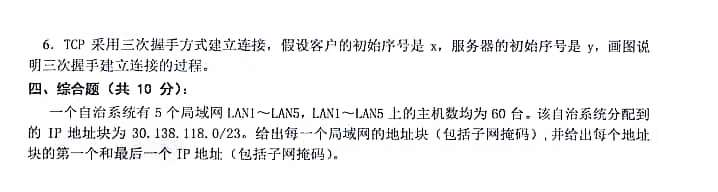 6. TCP 采用三次握手方式建立连接，假设客户的初始序号是 x，服务器的初始序号是 y，画图说
明三次握手建立连接的过程。
四、综合题（共 10 分）：
一个自治系统有 5 个局域网 LAN1～LAN5，LAN1～LAN5 上的主机数均为 60 台。该自治系统分配到
的 IP 地址块为 30.138.118.0/23。给出每一个局域网的地址块（包括子网掩码）,并给出每个地址
块的第一个和最后一个 IP 地址（包括子网掩码）。